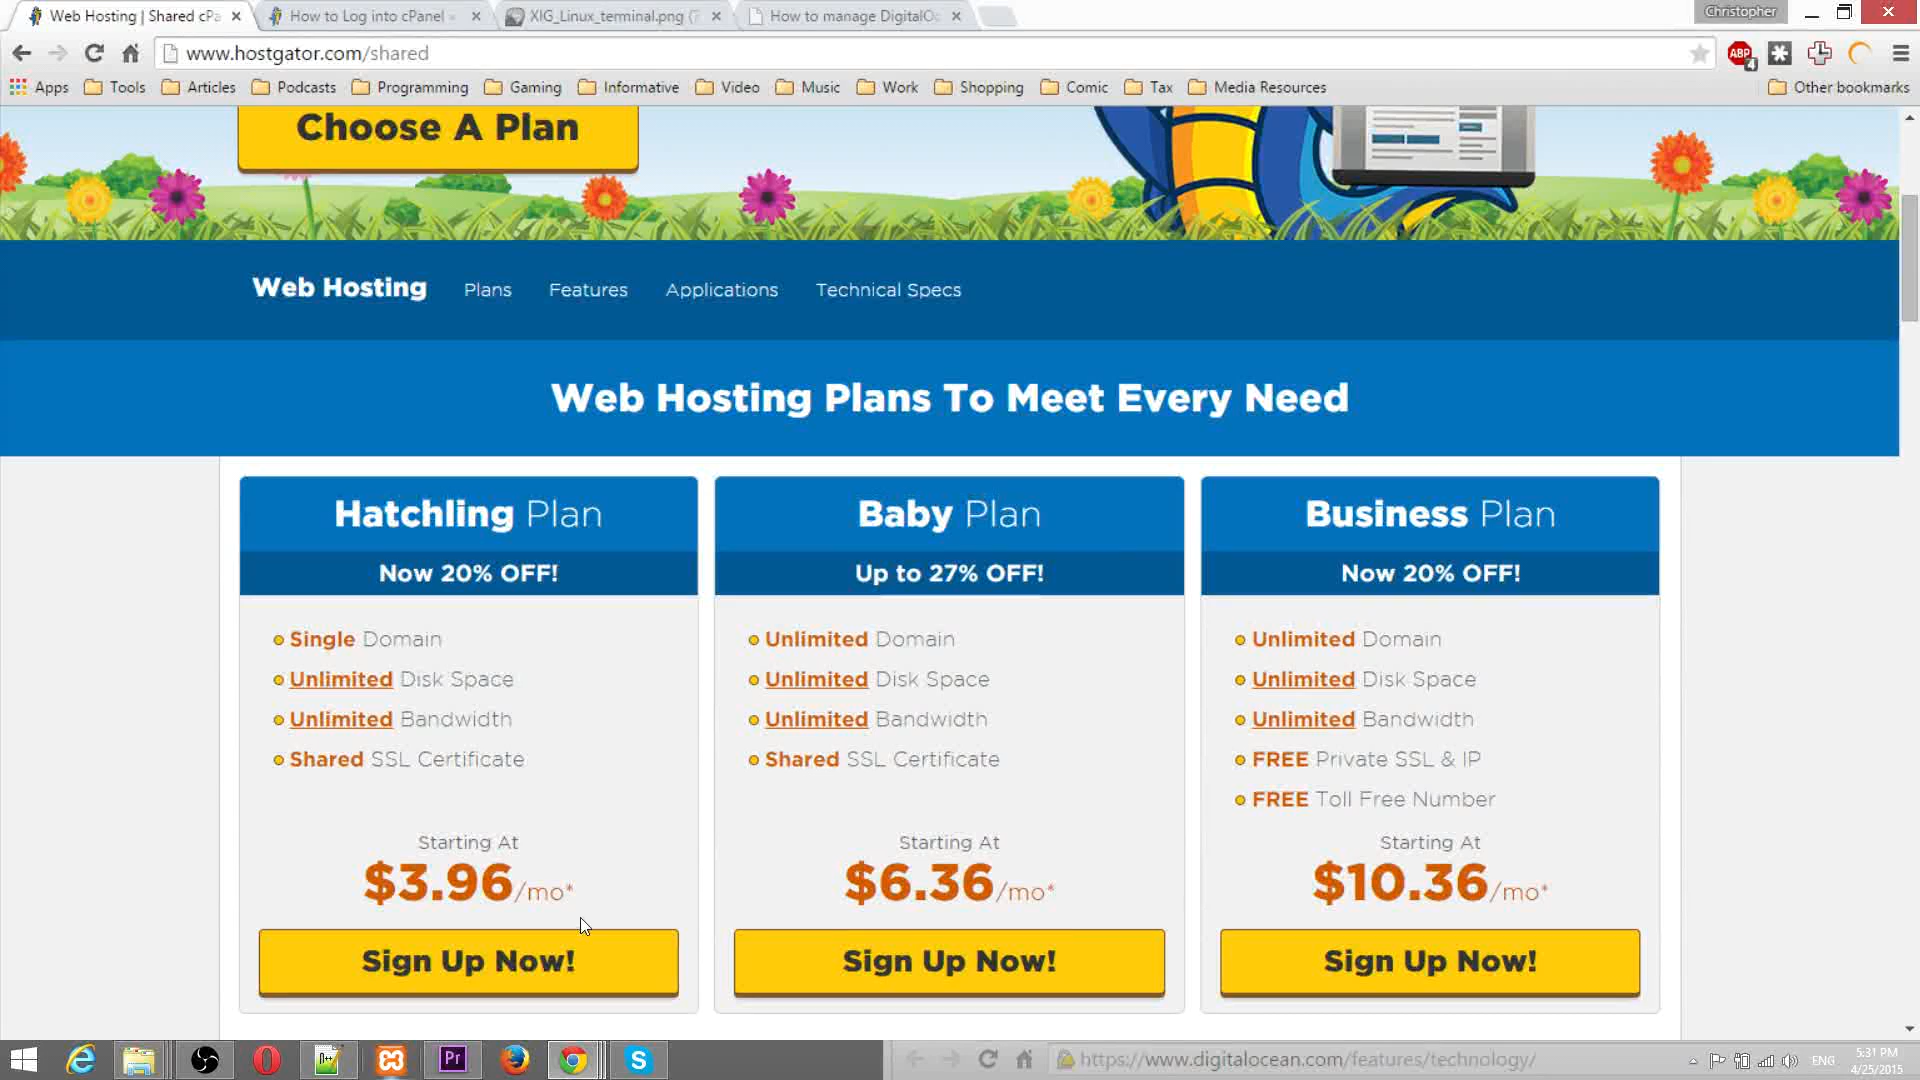 Web Hosting | Shared cPa
How to Log into cPanel «
XIG_Linux_terminal.png (7
How to manage DigitalOc
Christopher
www.hostgator.com/shared
ABP
4
Apps
Tools
Articles
Podcasts
Programming
Gaming
Informative
Video
Music
Work
Shopping
Comic
Tax
Media Resources
Other bookmarks
Choose A Plan
Web Hosting
Plans
Features
Applications
Technical Specs
Web Hosting Plans To Meet Every Need
Hatchling Plan
Now 20% OFF!
Single Domain
Unlimited Disk Space
Unlimited Bandwidth
Shared SSL Certificate
Starting At
$3.96/mo*
Sign Up Now!
Baby Plan
Up to 27% OFF!
Unlimited Domain
Unlimited Disk Space
Unlimited Bandwidth
Shared SSL Certificate
Starting At
$6.36/mo*
Sign Up Now!
Business Plan
Now 20% OFF!
Unlimited Domain
Unlimited Disk Space
Unlimited Bandwidth
FREE Private SSL & IP
FREE Toll Free Number
Starting At
$10.36/mo*
Sign Up Now!
Pr
https://www.digitalocean.com/features/technology/
ENG
5:31 PM
4/25/2015